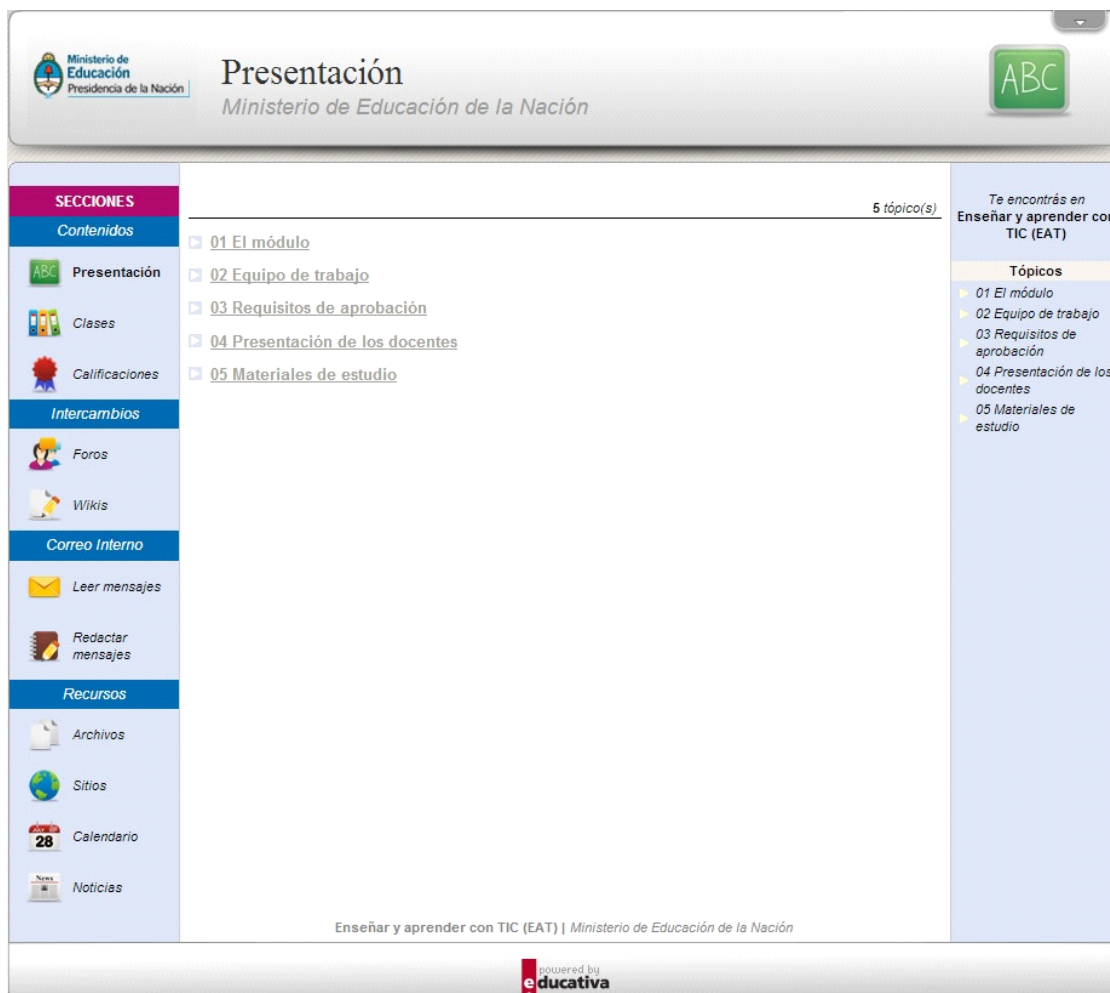 Ministerio de
Educación
Presidencia de la Nación
Presentación
Ministerio de Educación de la Nación
ABC
SECCIONES
Contenidos
ABC
Presentación
Clases
Calificaciones
Intercambios
Foros
Wikis
Correo Interno
Leer mensajes
Redactar
mensajes
Recursos
Archivos
Sitios
JULY
28
Calendario
News
Noticias
5 tópico(s)
01 El módulo
02 Equipo de trabajo
03 Requisitos de aprobación
04 Presentación de los docentes
05 Materiales de estudio
Te encontrás en
Enseñar y aprender con
TIC (EAT)
Tópicos
01 El módulo
02 Equipo de trabajo
03 Requisitos de
aprobación
04 Presentación de los
docentes
05 Materiales de
estudio
Enseñar y aprender con TIC (EAT) | Ministerio de Educación de la Nación
powered by
educativa